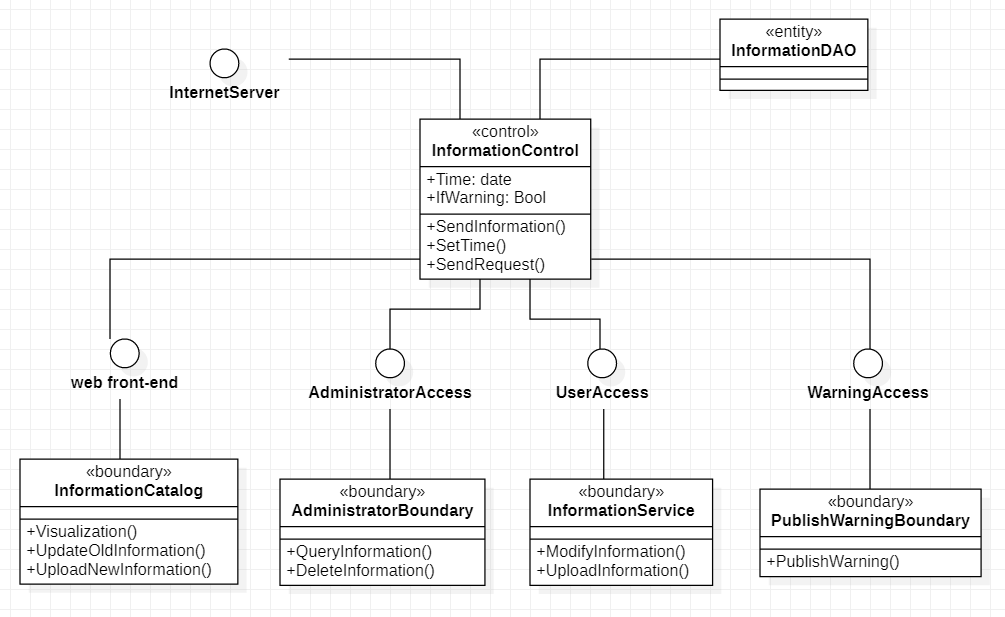 «entity»
InformationDAO
InternetServer
«control»
InformationControl
+Time: date
+IfWarning: Bool
+SendInformation()
+SetTime()
+SendRequest()
web front-end
AdministratorAccess
UserAccess
WarningAccess
«boundary»
InformationCatalog
+Visualization()
+UpdateOldInformation()
+UploadNewInformation()
«boundary»
AdministratorBoundary
+QueryInformation()
+DeleteInformation()
«boundary»
InformationService
+ModifyInformation()
+UploadInformation()
«boundary»
PublishWarningBoundary
+PublishWarning()